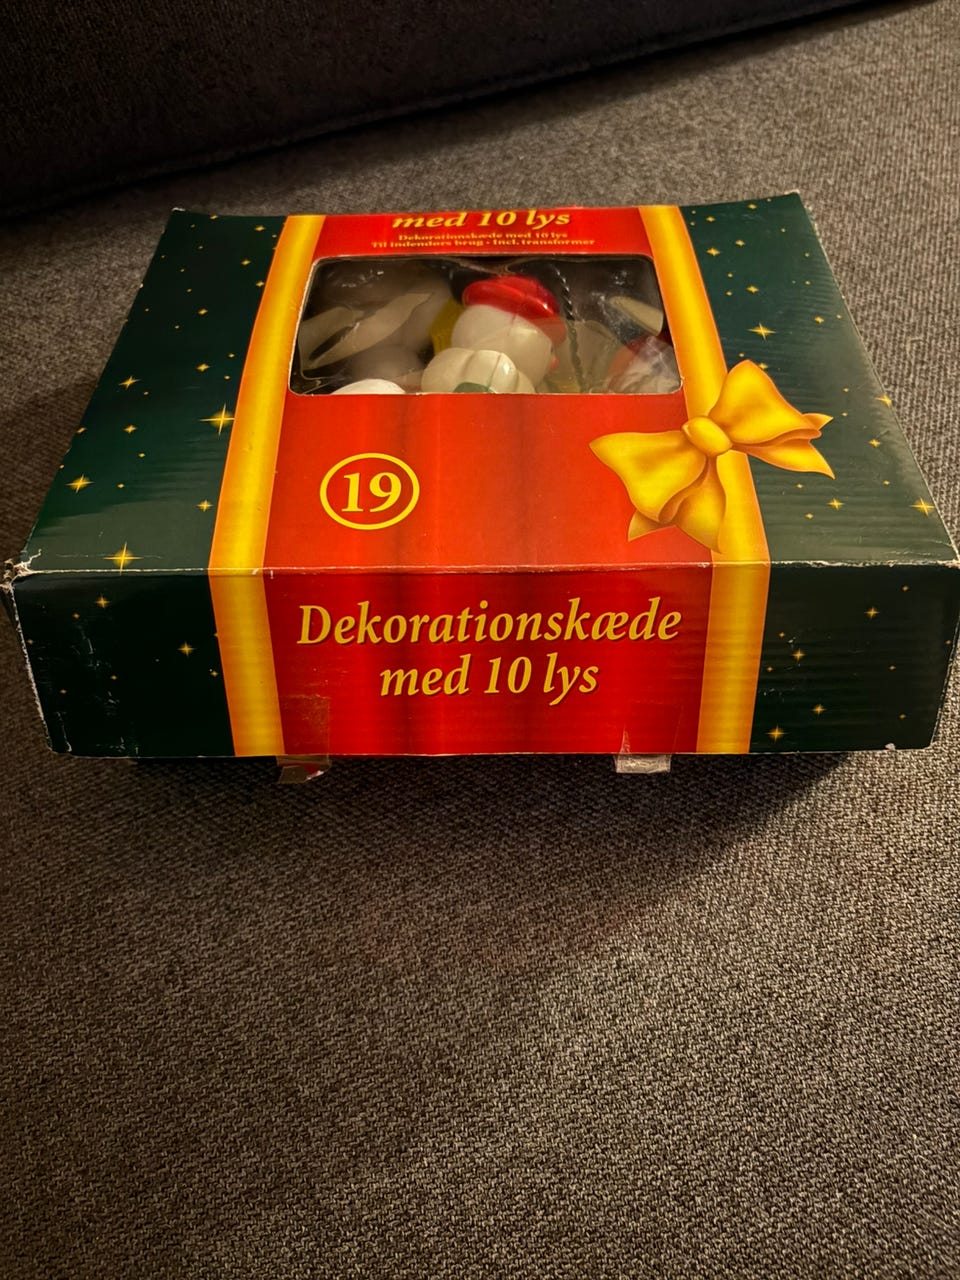 med 10 lys
Dekorationskæde med 10 lys
Til indendørs brug · Incl. transformer
19
Dekorationskæde
med 10 lys